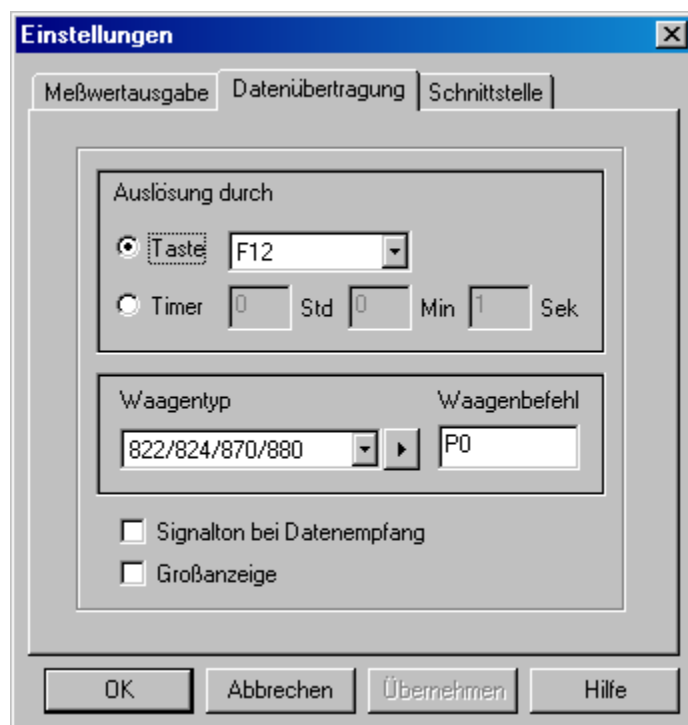 Einstellungen
Meßwertausgabe Datenübertragung Schnittstelle
Auslösung durch
Taste F12
Timer 0 Std 0 Min 1 Sek
Waagentyp Waagenbefehl
822/824/870/880 P0
Signalton bei Datenempfang
Großanzeige
OK Abbrechen Übernehmen Hilfe